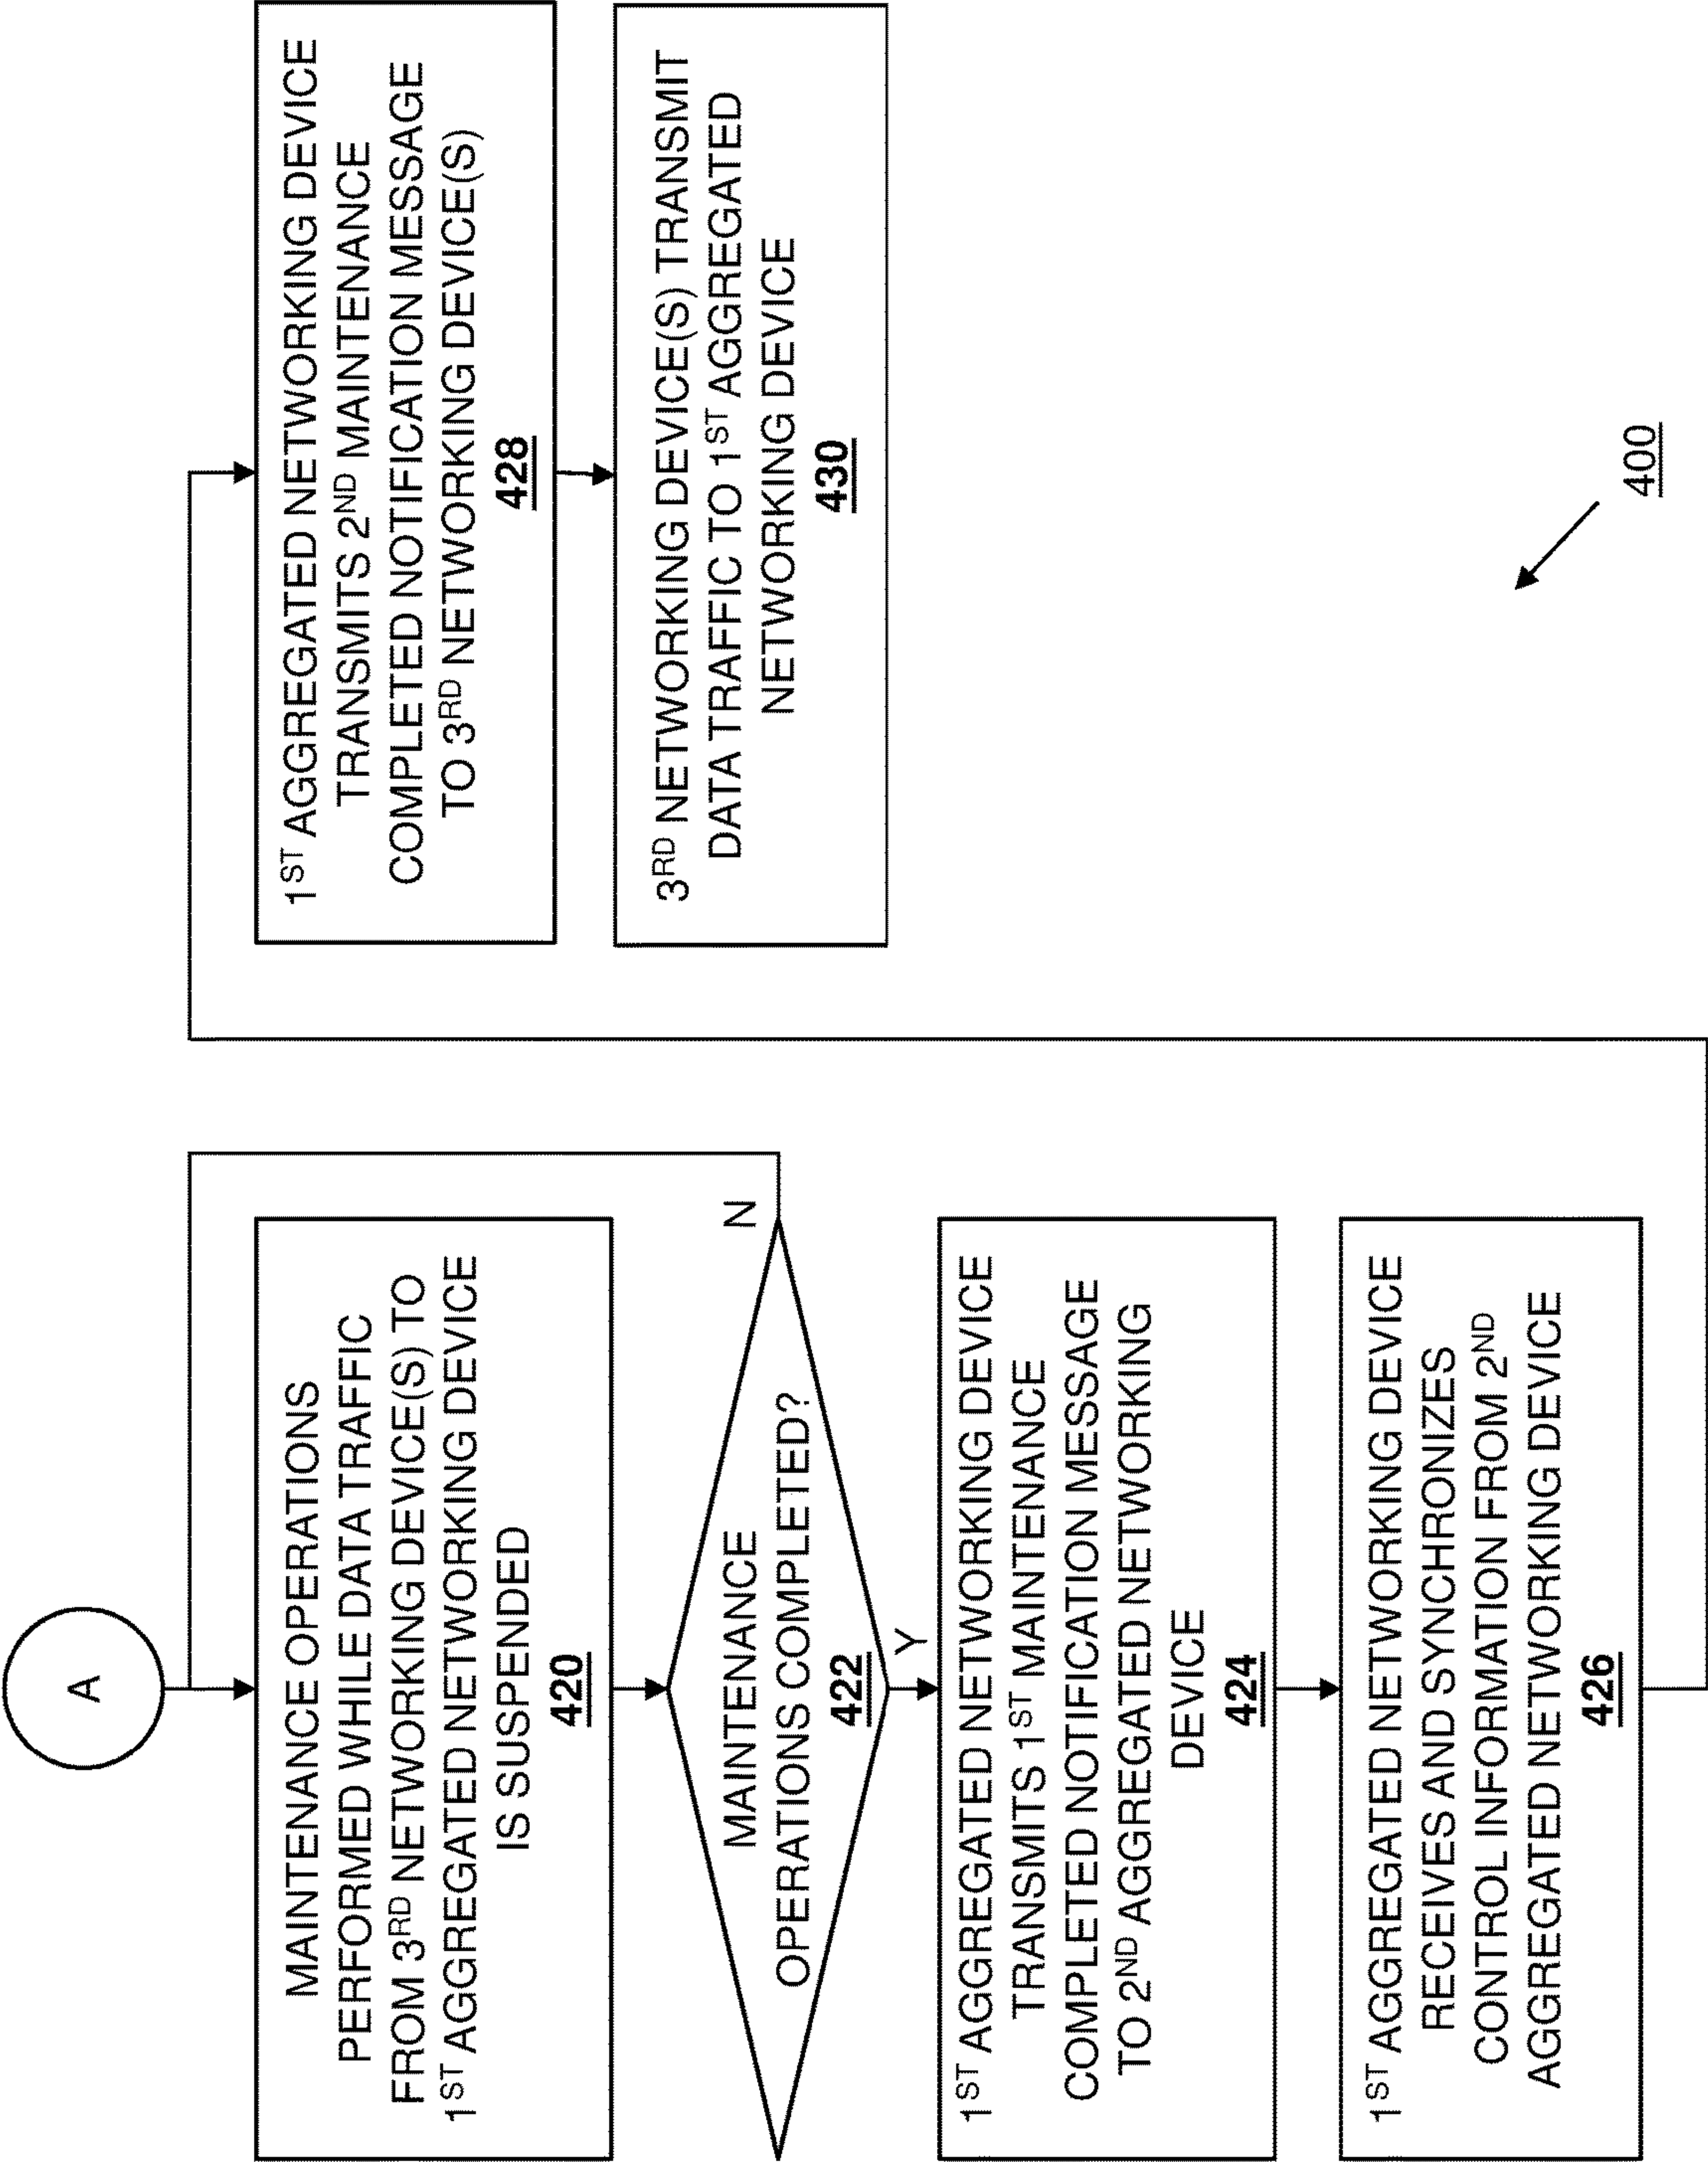 A
MAINTENANCE OPERATIONS
PERFORMED WHILE DATA TRAFFIC
FROM 3RD NETWORKING DEVICE(S) TO
1ST AGGREGATED NETWORKING DEVICE
IS SUSPENDED
420
MAINTENANCE
OPERATIONS COMPLETED?
422
N
Y
1ST AGGREGATED NETWORKING DEVICE
TRANSMITS 1ST MAINTENANCE
COMPLETED NOTIFICATION MESSAGE
TO 2ND AGGREGATED NETWORKING
DEVICE
424
1ST AGGREGATED NETWORKING DEVICE
RECEIVES AND SYNCHRONIZES
CONTROL INFORMATION FROM 2ND
AGGREGATED NETWORKING DEVICE
426
1ST AGGREGATED NETWORKING DEVICE
TRANSMITS 2ND MAINTENANCE
COMPLETED NOTIFICATION MESSAGE
TO 3RD NETWORKING DEVICE(S)
428
3RD NETWORKING DEVICE(S) TRANSMIT
DATA TRAFFIC TO 1ST AGGREGATED
NETWORKING DEVICE
430
400